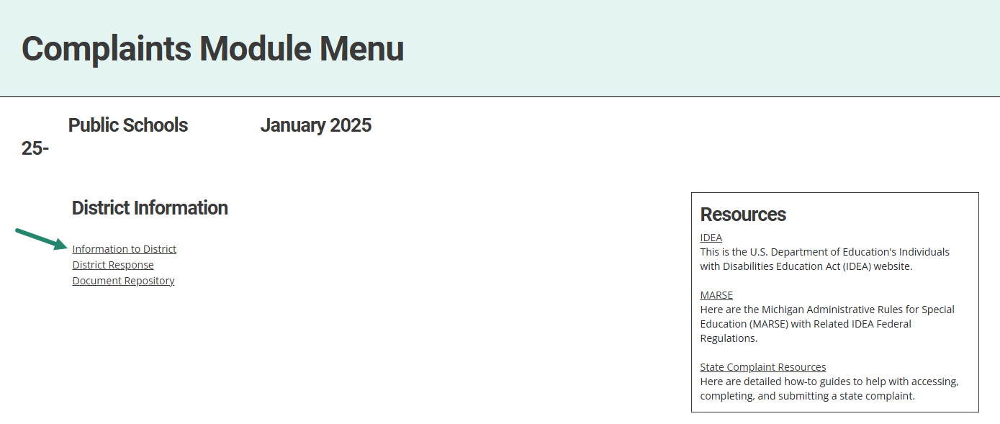 Complaints Module Menu
Public Schools January 2025
25-
District Information
Information to District
District Response
Document Repository
Resources
IDEA
This is the U.S. Department of Education's Individuals
with Disabilities Education Act (IDEA) website.
MARSE
Here are the Michigan Administrative Rules for Special
Education (MARSE) with Related IDEA Federal
Regulations.
State Complaint Resources
Here are detailed how-to guides to help with accessing,
completing, and submitting a state complaint.